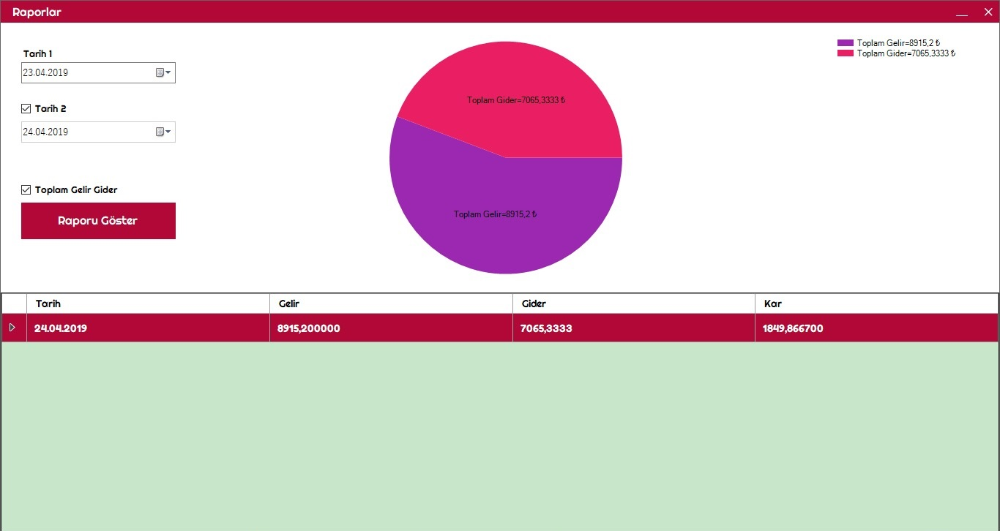 Raporlar
Tarih 1
23.04.2019
Tarih 2
24.04.2019
Toplam Gelir Gider
Raporu Göster
Toplam Gider=7065,3333 ₺
Toplam Gelir=8915,2 ₺
Toplam Gelir=8915,2 ₺
Toplam Gider=7065,3333 ₺
Tarih Gelir Gider Kar
24.04.2019 8915,200000 7065,3333 1849,866700